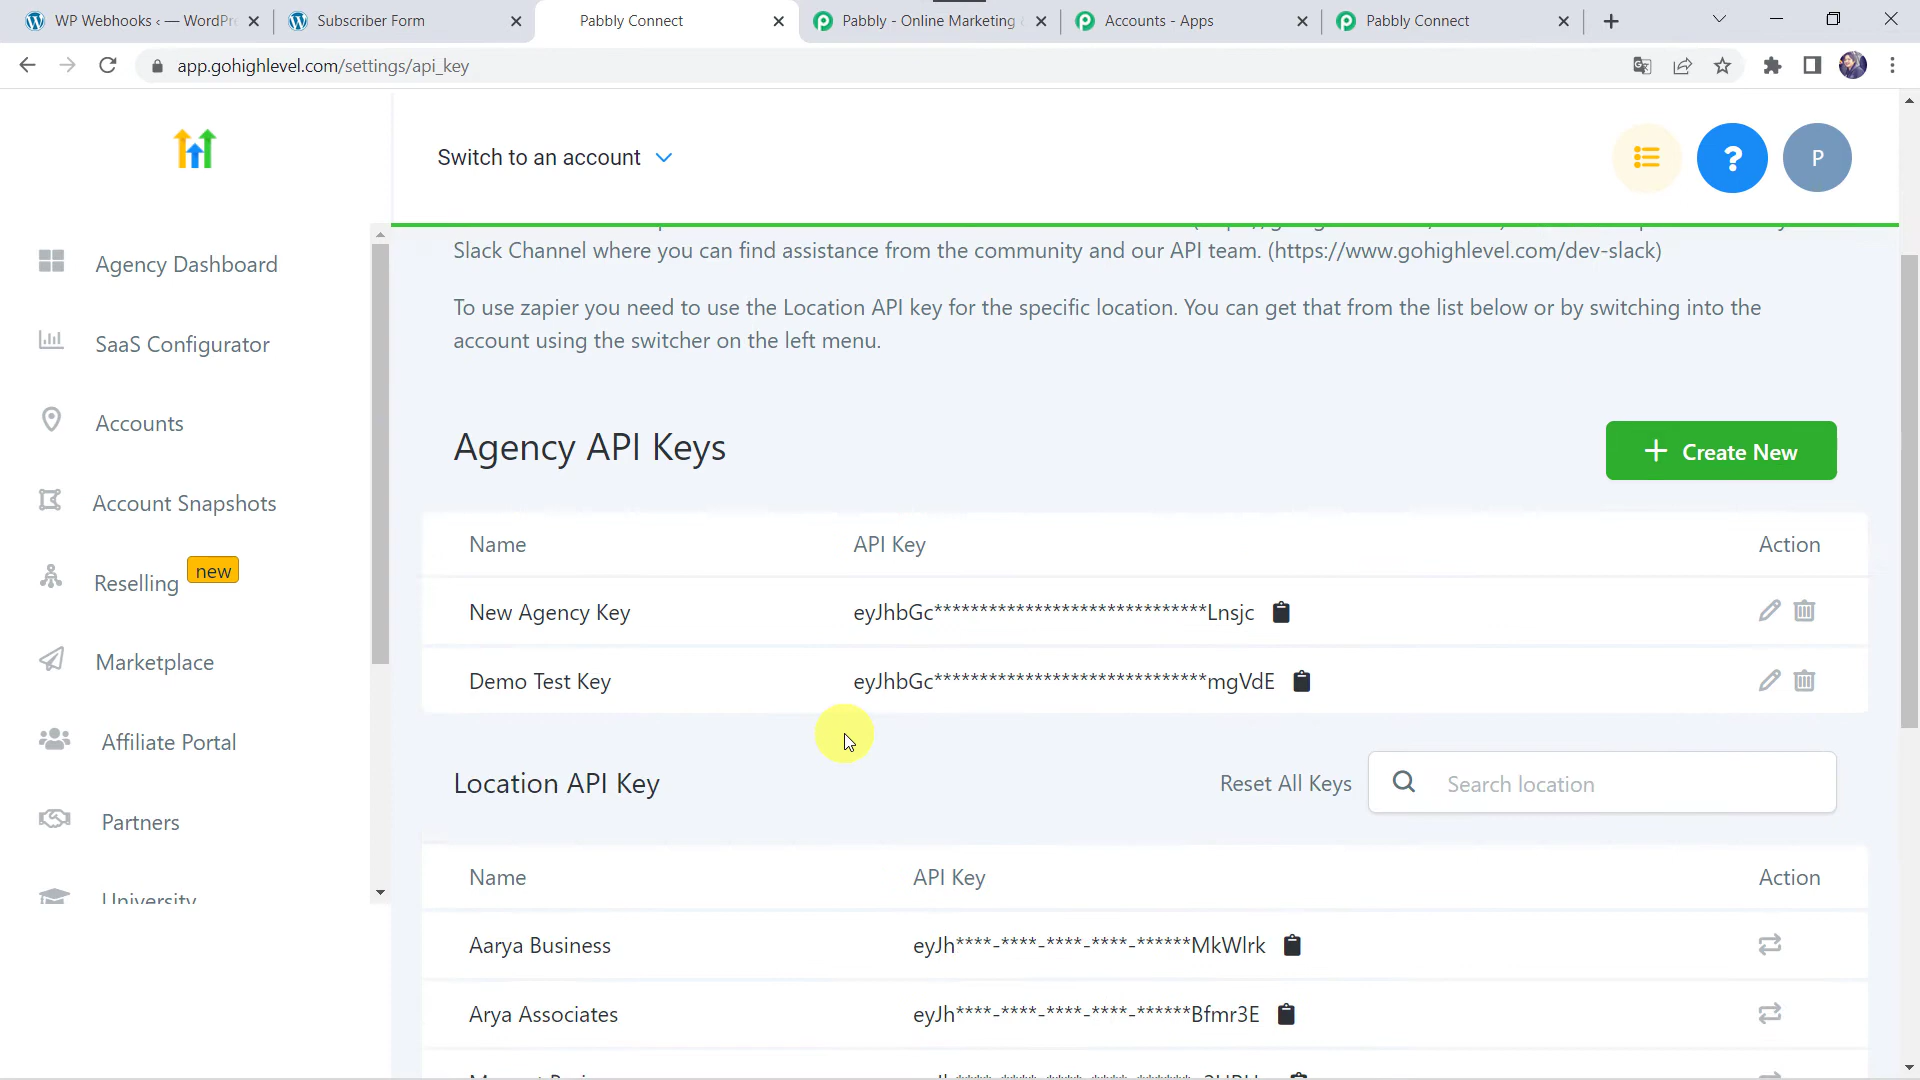 WP Webhooks ‹ — WordPr
Subscriber Form
Pabbly Connect
Pabbly - Online Marketing
Accounts - Apps
Pabbly Connect
app.gohighlevel.com/settings/api_key
Switch to an account
?
P
Agency Dashboard
SaaS Configurator
Accounts
Account Snapshots
Reselling new
Marketplace
Affiliate Portal
Partners
University
Slack Channel where you can find assistance from the community and our API team. (https://www.gohighlevel.com/dev-slack)
To use zapier you need to use the Location API key for the specific location. You can get that from the list below or by switching into the
account using the switcher on the left menu.
Agency API Keys
+ Create New
Name API Key Action
New Agency Key eyJhbGc******************************Lnsjc
Demo Test Key eyJhbGc******************************mgVdE
Location API Key Reset All Keys Search location
Name API Key Action
Aarya Business eyJh****-****-****-****-******MkWlrk
Arya Associates eyJh****-****-****-****-******Bfmr3E